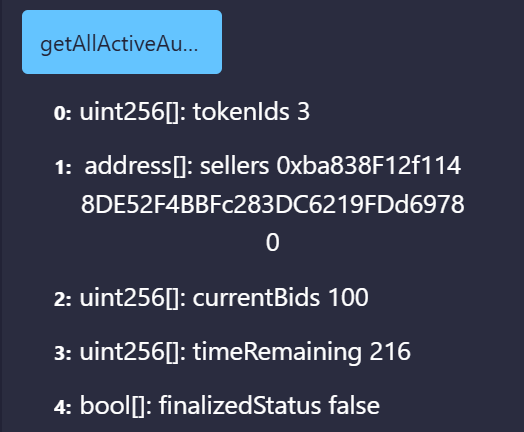 getAllActiveAu...
0: uint256[]: tokenIds 3
1: address[]: sellers 0xba838F12f114
8DE52F4BBFc283DC6219FDd6978
0
2: uint256[]: currentBids 100
3: uint256[]: timeRemaining 216
4: bool[]: finalizedStatus false